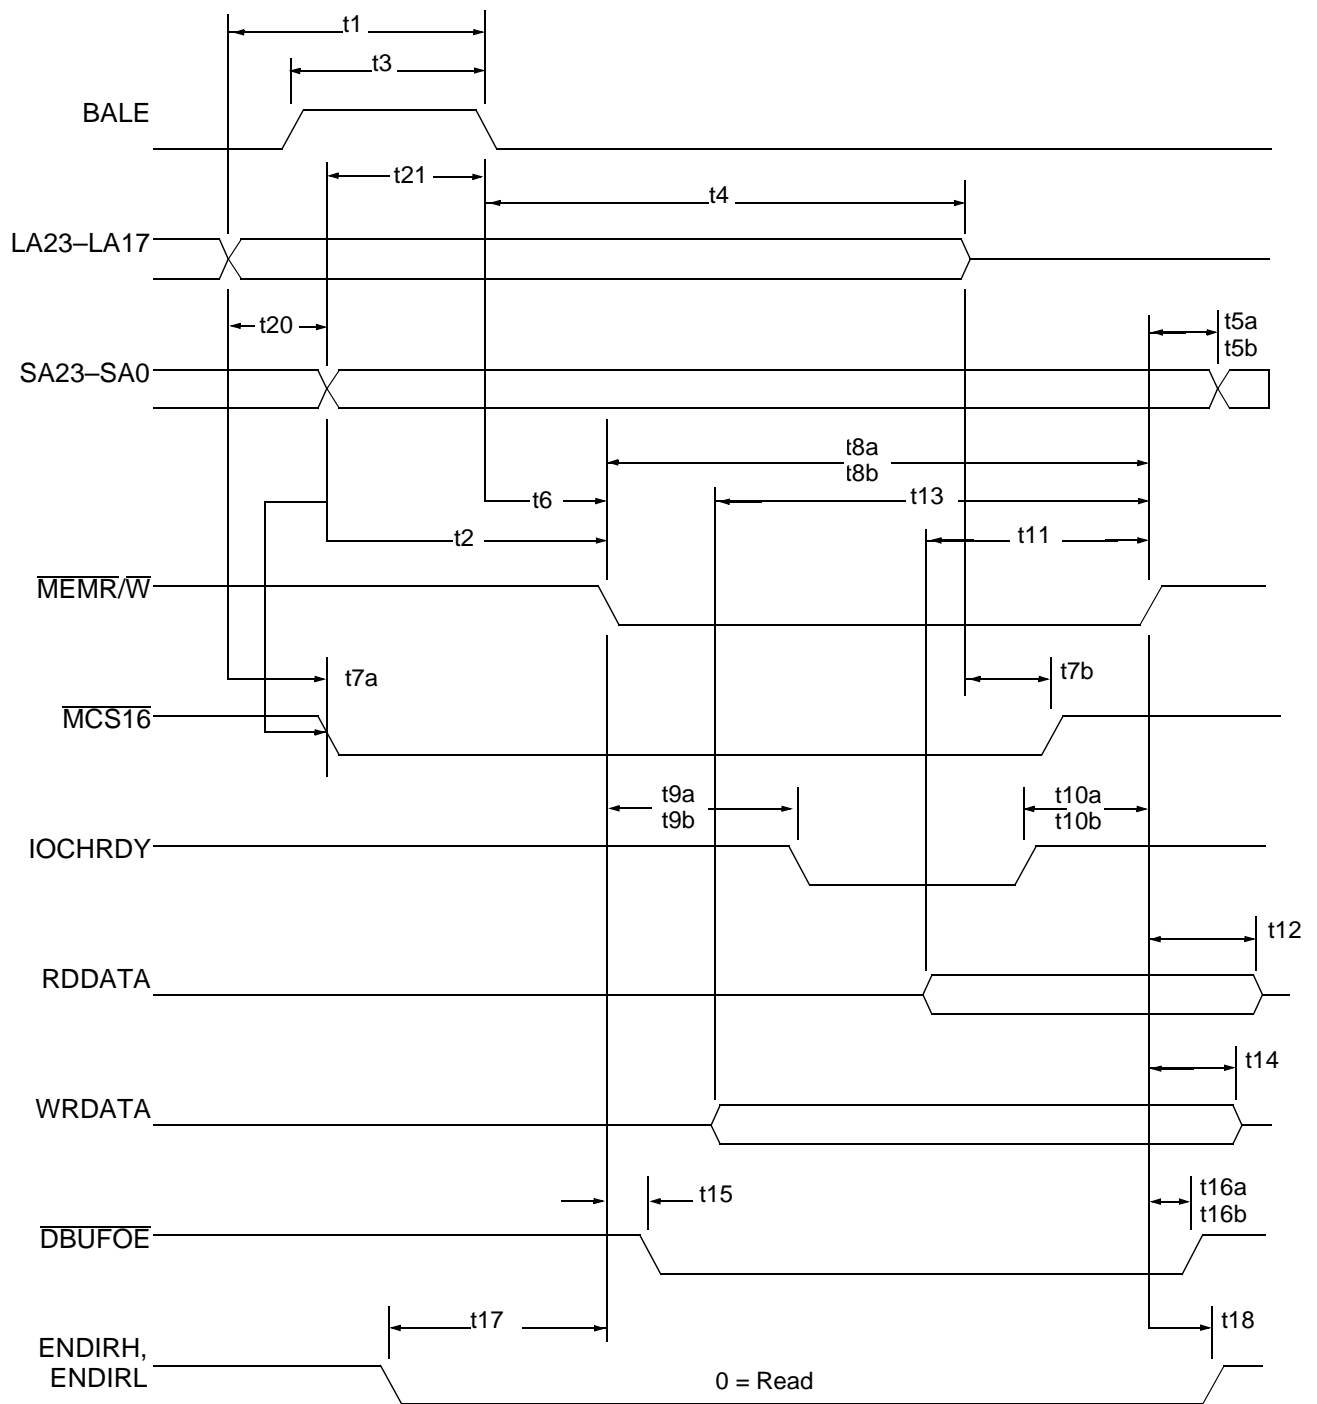 t1
t3
BALE
t21
t4
LA23–LA17
t20
t5a
t5b
SA23–SA0
t8a
t8b
t6
t13
t2
t11
MEMR/W
t7a
t7b
MCS16
t9a
t9b
t10a
t10b
IOCHRDY
t12
RDDATA
t14
WRDATA
t15
t16a
t16b
DBUFOE
t17
t18
ENDIRH,
ENDIRL
0 = Read